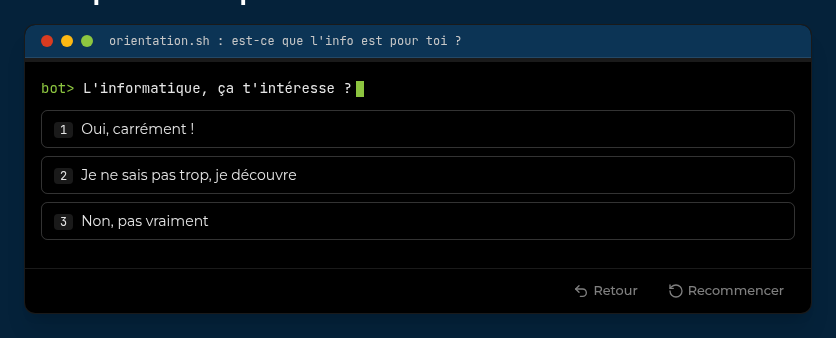 orientation.sh : est-ce que l'info est pour toi ?
bot> L'informatique, ça t'intéresse ?
1 Oui, carrément !
2 Je ne sais pas trop, je découvre
3 Non, pas vraiment
Retour Recommencer